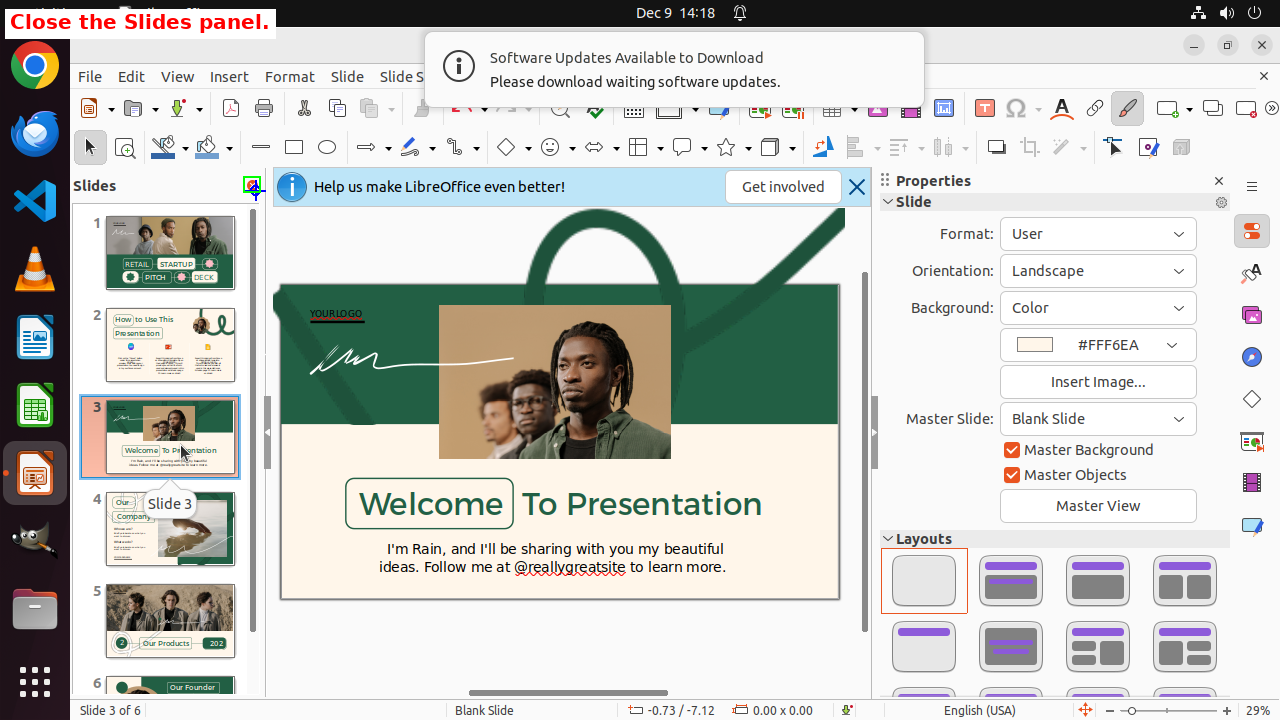 Close the Slides panel.
Dec 9 14:18
Software Updates Available to Download
Please download waiting software updates.
File Edit View Insert Format Slide Slide S
Slides
Help us make LibreOffice even better!
Get involved
Properties
Slide
Format: User
Orientation: Landscape
Background: Color
#FFF6EA
Insert Image...
Master Slide: Blank Slide
Master Background
Master Objects
Master View
Layouts
1
RETAIL STARTUP
PITCH DECK
2
How to Use This
Presentation
3
Welcome To Presentation
Slide 3
4
Our
Company
5
2 Our Products 202
6
Our Founder
YOURLOGO
Welcome To Presentation
I'm Rain, and I'll be sharing with you my beautiful
ideas. Follow me at @reallygreatsite to learn more.
Slide 3 of 6
Blank Slide
-0.73 / -7.12
0.00 x 0.00
English (USA)
29%